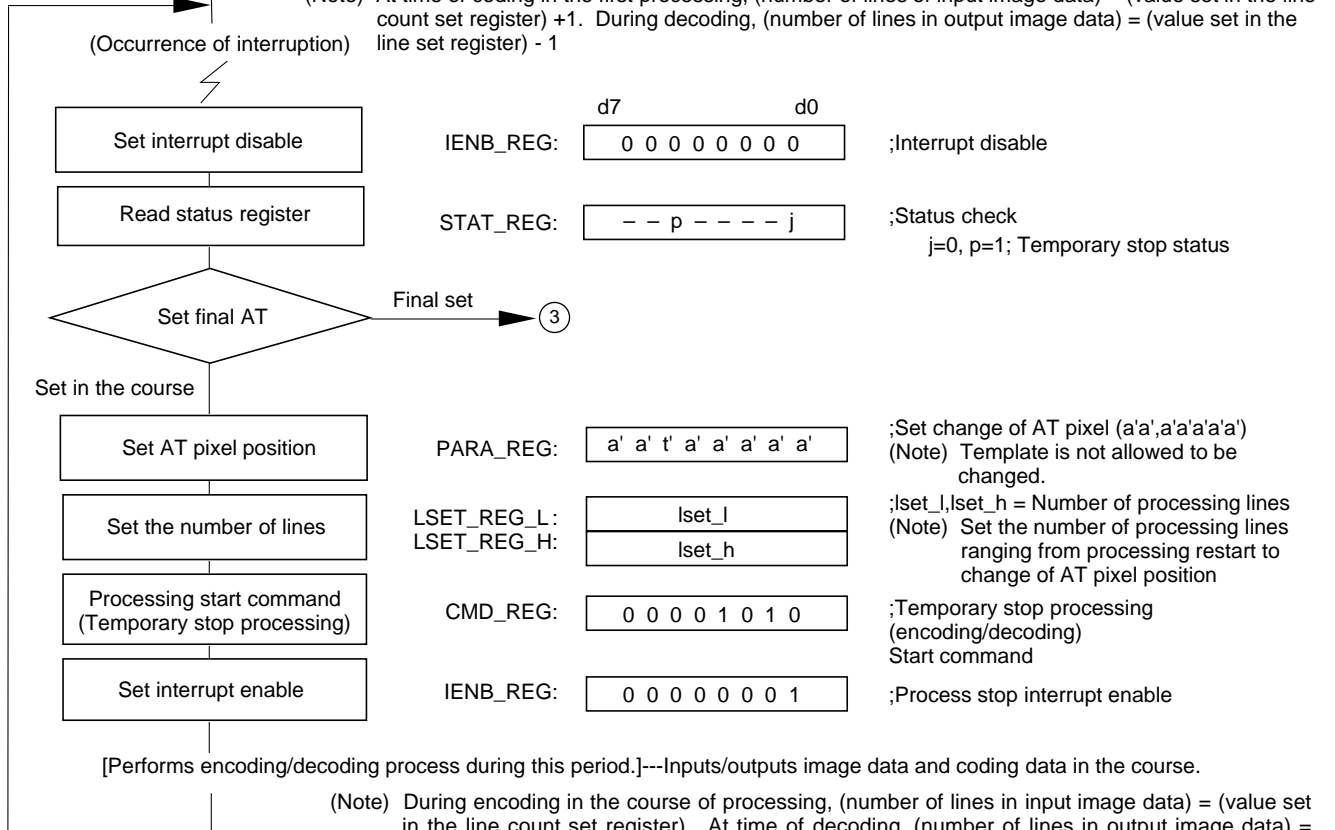 (Note) At time of coding in the first processing, (number of lines of input image data) = (value set in the line
count set register) +1. During decoding, (number of lines in output image data) = (value set in the
line set register) - 1
(Occurrence of interruption)
d7 d0
Set interrupt disable IENB_REG: 0 0 0 0 0 0 0 0 ;Interrupt disable
Read status register STAT_REG: – – p – – – – j ;Status check
j=0, p=1; Temporary stop status
Set final AT Final set 3
Set in the course
Set AT pixel position PARA_REG: a' a' t' a' a' a' a' a' ;Set change of AT pixel (a'a',a'a'a'a'a')
(Note) Template is not allowed to be
changed.
Set the number of lines LSET_REG_L: lset_l ;lset_l,lset_h = Number of processing lines
LSET_REG_H: lset_h (Note) Set the number of processing lines
ranging from processing restart to
change of AT pixel position
Processing start command
(Temporary stop processing) CMD_REG: 0 0 0 0 1 0 1 0 ;Temporary stop processing
(encoding/decoding)
Start command
Set interrupt enable IENB_REG: 0 0 0 0 0 0 0 1 ;Process stop interrupt enable
[Performs encoding/decoding process during this period.]---Inputs/outputs image data and coding data in the course.
(Note) During encoding in the course of processing, (number of lines in input image data) = (value set
in the line count set register). At time of decoding, (number of lines in output image data) =